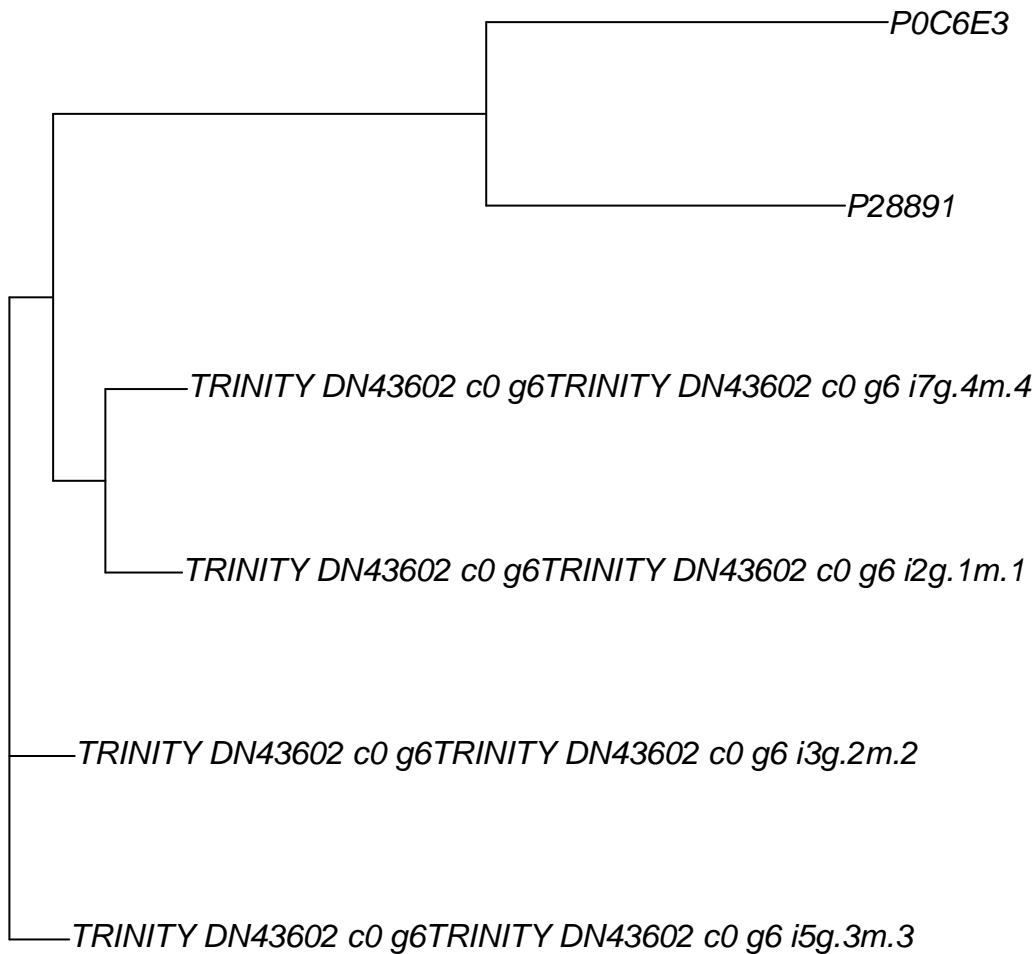 P0C6E3
P28891
TRINITY DN43602 c0 g6TRINITY DN43602 c0 g6 i7g.4m.4
TRINITY DN43602 c0 g6TRINITY DN43602 c0 g6 i2g.1m.1
TRINITY DN43602 c0 g6TRINITY DN43602 c0 g6 i3g.2m.2
TRINITY DN43602 c0 g6TRINITY DN43602 c0 g6 i5g.3m.3